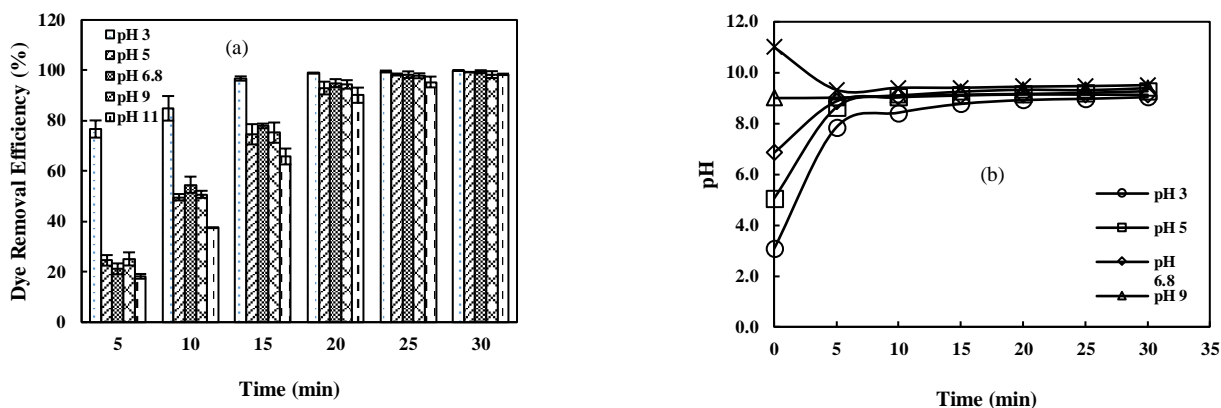 Dye Removal Efficiency (%)
120
100
80
60
40
20
0
pH 3
pH 5
pH 6.8
pH 9
pH 11
(a)
5 10 15 20 25 30
Time (min)
pH
12.0
10.0
8.0
6.0
4.0
2.0
0.0
(b)
pH 3
pH 5
pH
6.8
pH 9
0 5 10 15 20 25 30 35
Time (min)